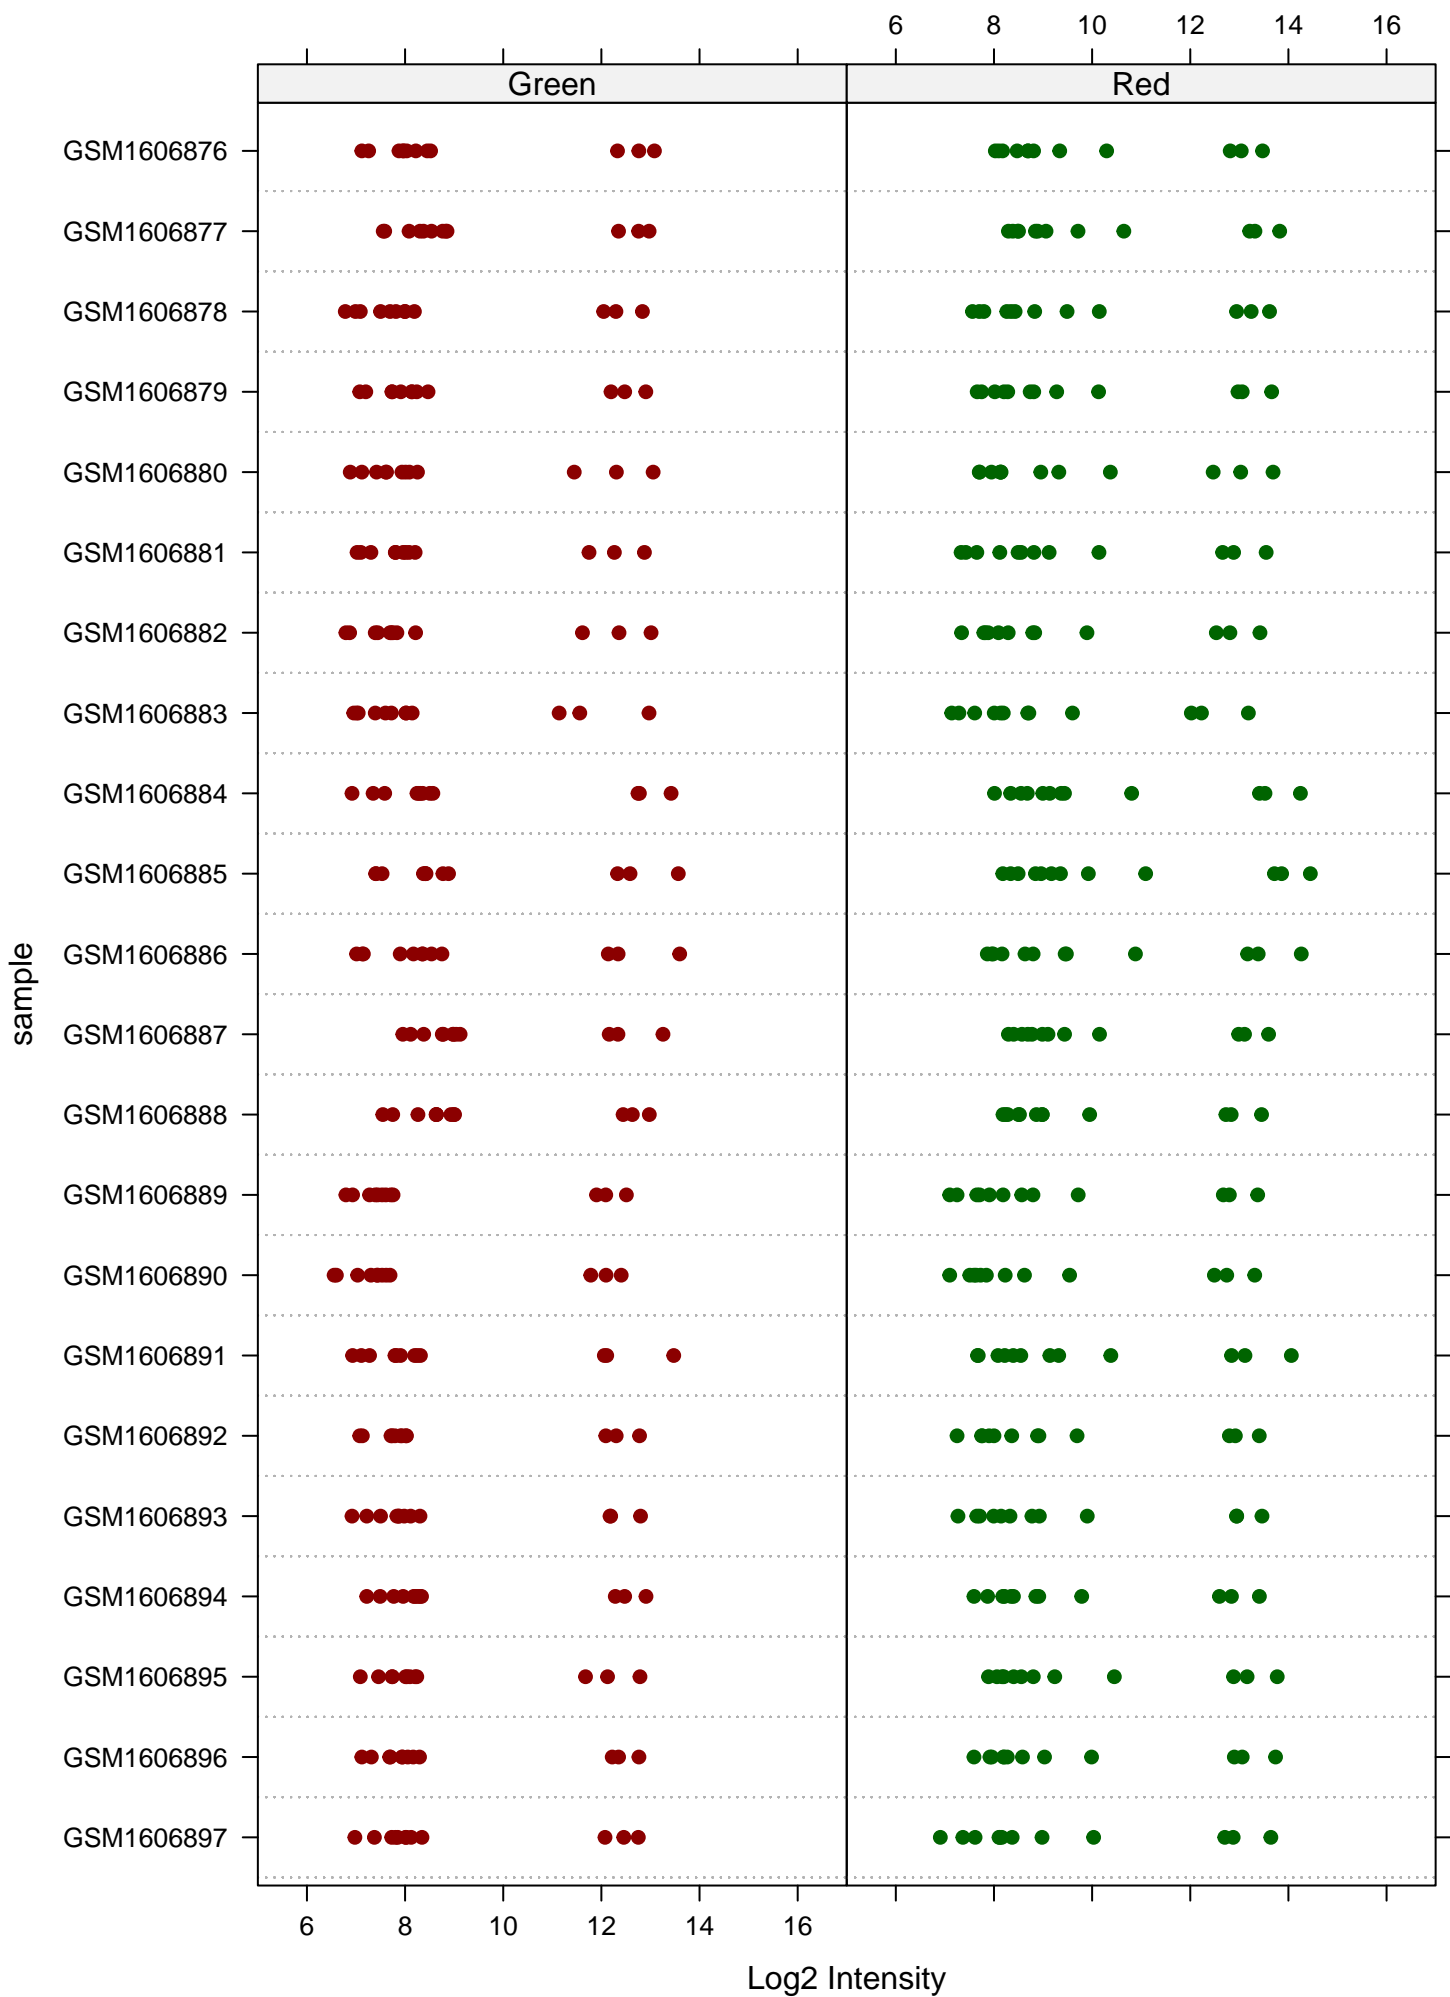 6 8 10 12 14 16
Green Red
GSM1606876
GSM1606877
GSM1606878
GSM1606879
GSM1606880
GSM1606881
GSM1606882
GSM1606883
GSM1606884
GSM1606885
GSM1606886
GSM1606887
GSM1606888
GSM1606889
GSM1606890
GSM1606891
GSM1606892
GSM1606893
GSM1606894
GSM1606895
GSM1606896
GSM1606897
sample
6 8 10 12 14 16
Log2 Intensity